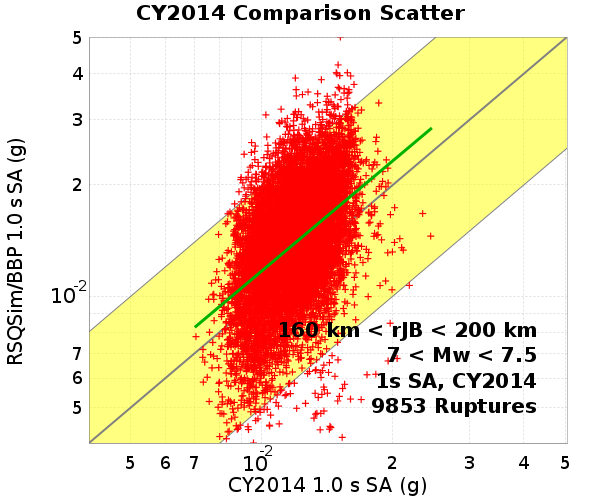 CY2014 Comparison Scatter
RSQSim/BBP 1.0 s SA (g)
5
4
3
2
10-2
7
6
5
160 km < rJB < 200 km
7 < Mw < 7.5
1s SA, CY2014
9853 Ruptures
5 6 7 10-2 2 3 4 5
CY2014 1.0 s SA (g)